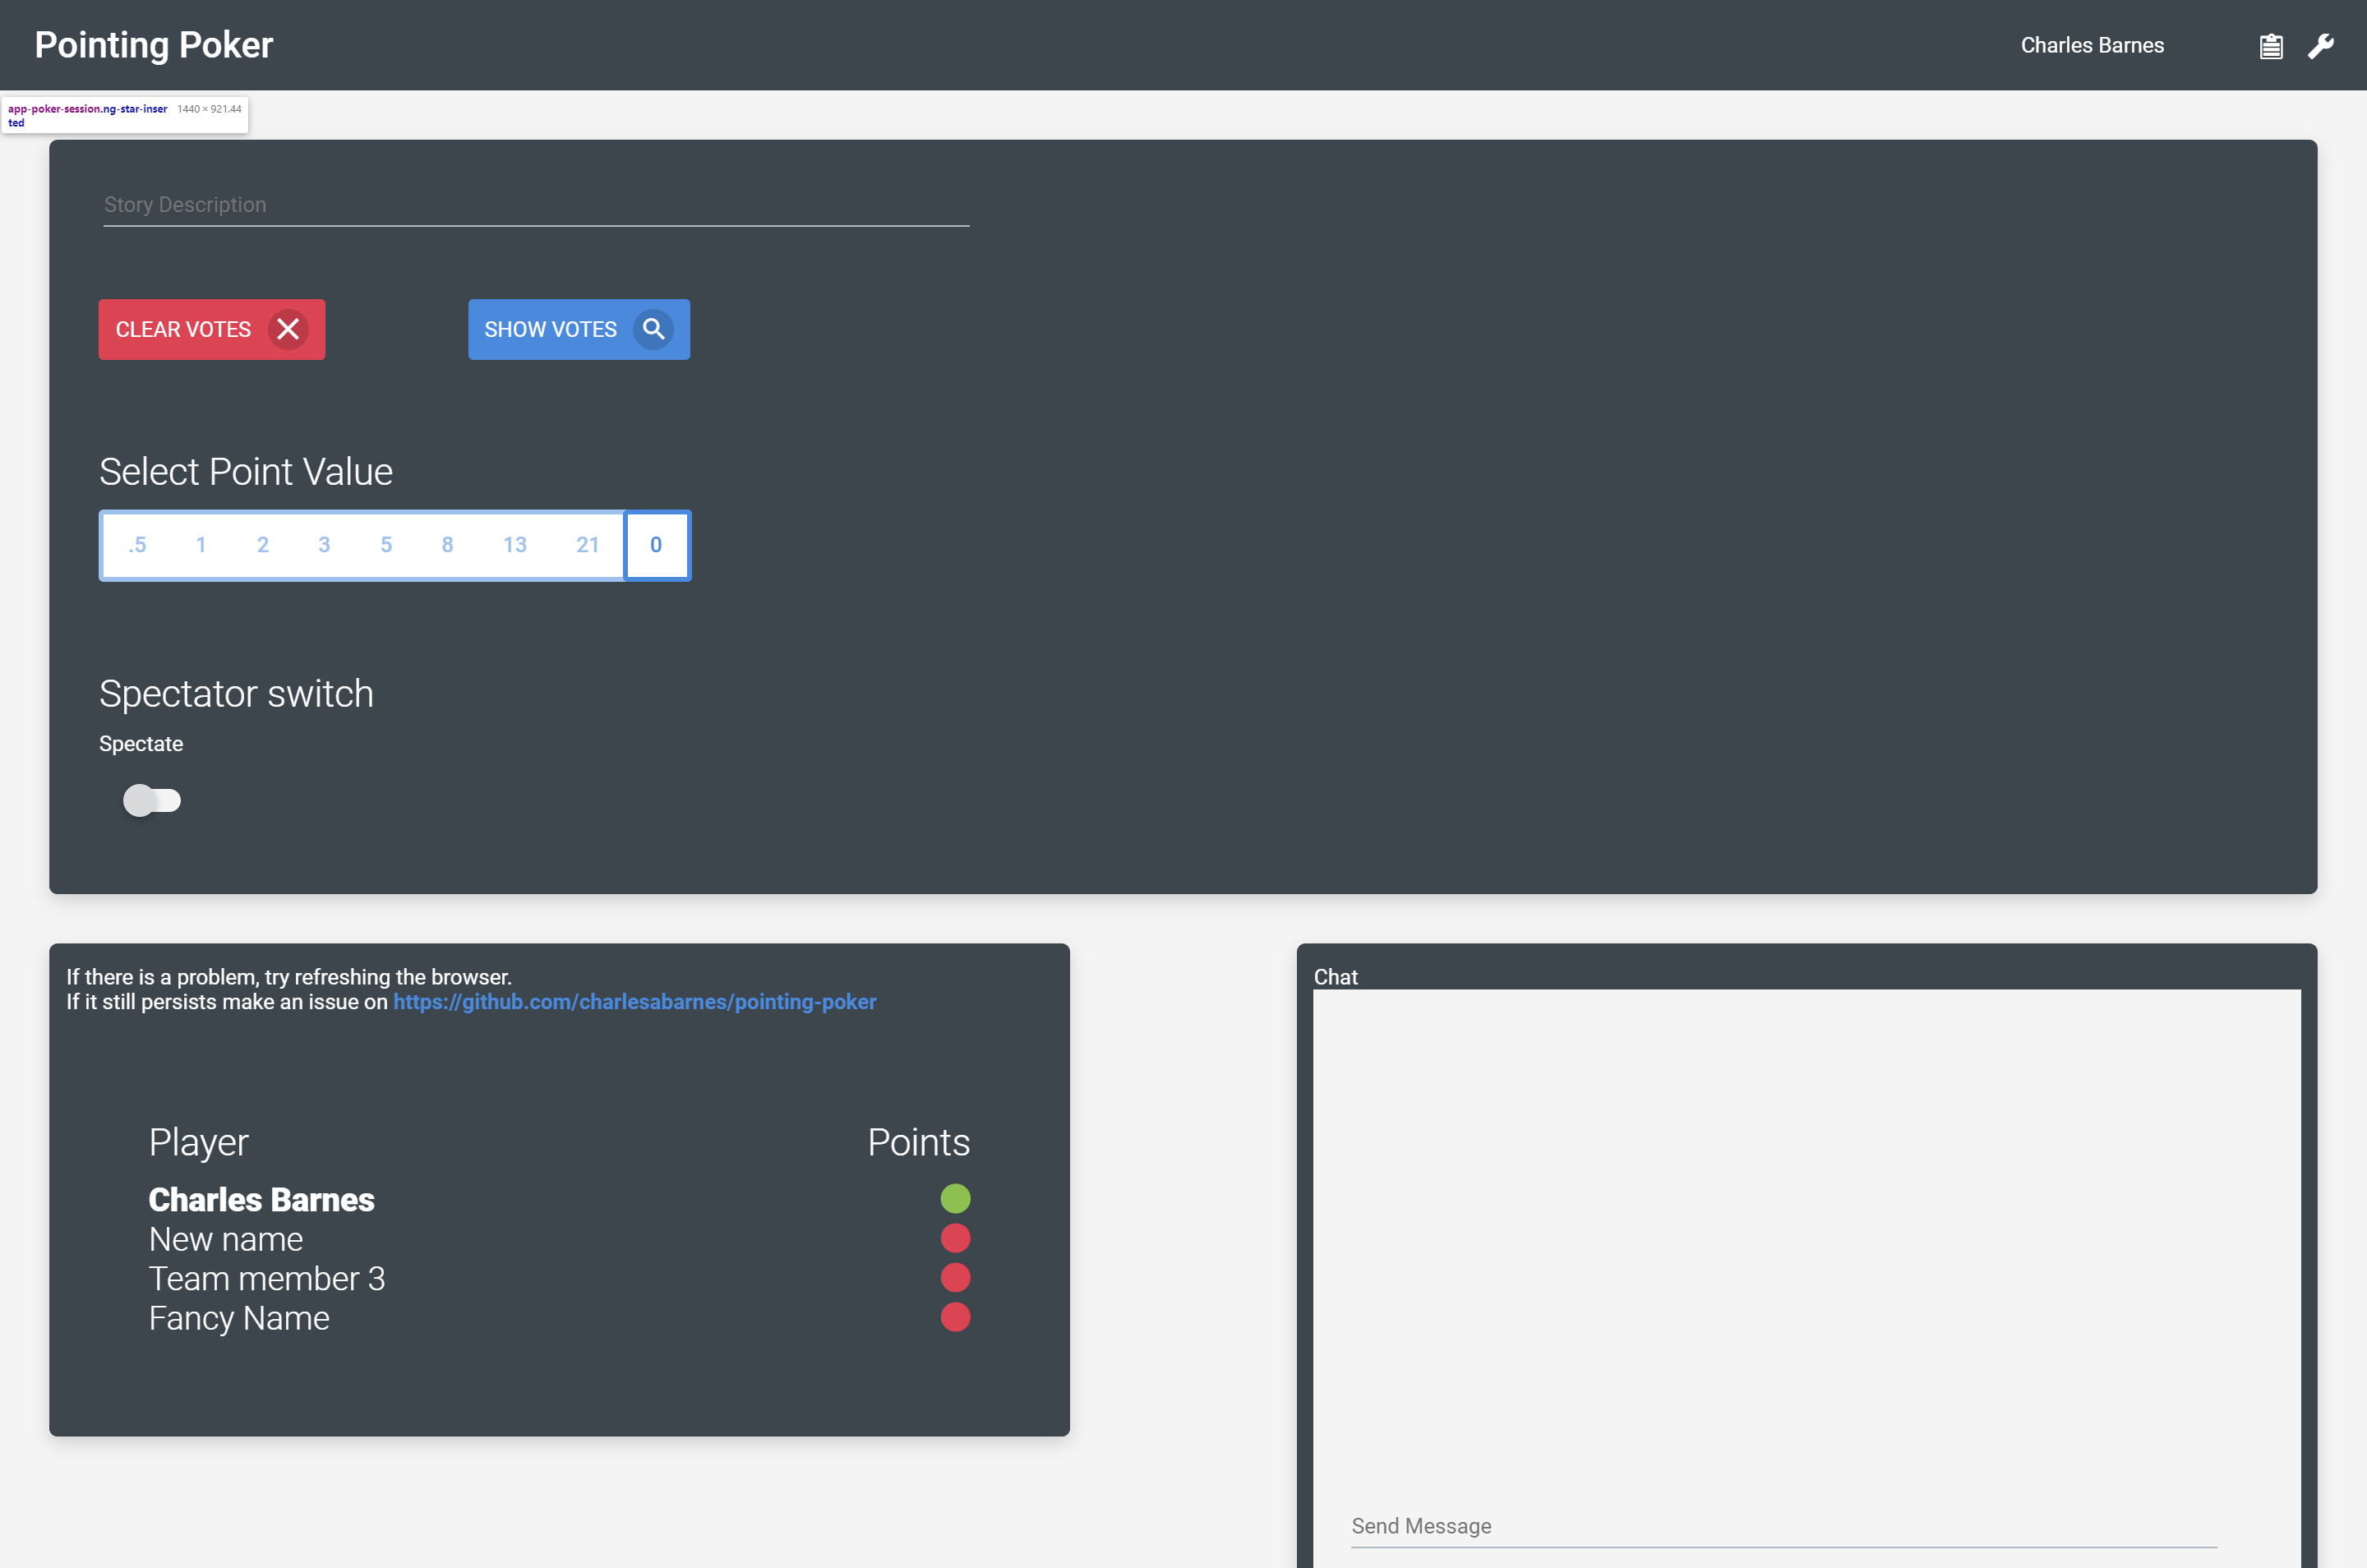 Pointing Poker
Charles Barnes
app-poker-session.ng-star-inser 1440 × 921.44
ted
Story Description
CLEAR VOTES
SHOW VOTES
Select Point Value
.5 1 2 3 5 8 13 21 0
Spectator switch
Spectate
If there is a problem, try refreshing the browser.
If it still persists make an issue on https://github.com/charlesabarnes/pointing-poker
Player Points
Charles Barnes
New name
Team member 3
Fancy Name
Chat
Send Message